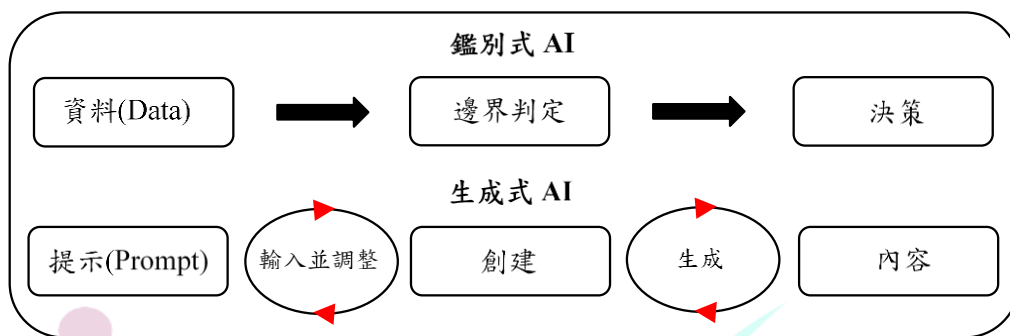 鑑別式 AI
資料(Data) 邊界判定 決策
生成式 AI
提示(Prompt) 輸入並調整 創建 生成 內容